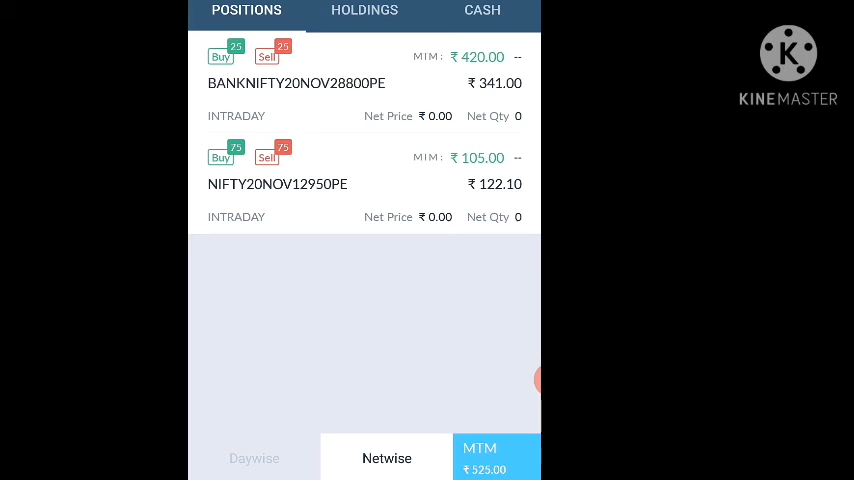 POSITIONS HOLDINGS CASH
Buy 25 Sell 25 MTM: ₹ 420.00 --
BANKNIFTY20NOV28800PE ₹ 341.00
INTRADAY Net Price ₹ 0.00 Net Qty 0
Buy 75 Sell 75 MTM: ₹ 105.00 --
NIFTY20NOV12950PE ₹ 122.10
INTRADAY Net Price ₹ 0.00 Net Qty 0
Daywise Netwise MTM
₹ 525.00
K
KINEMASTER